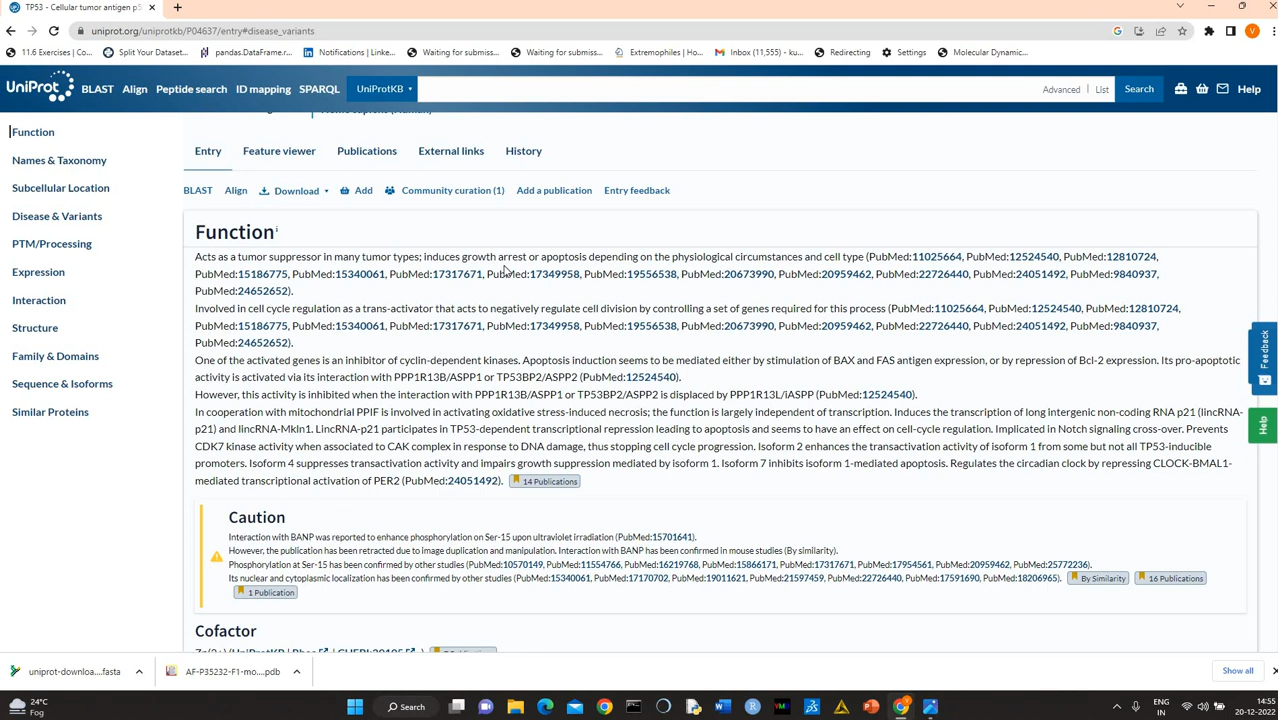 TP53 - Cellular tumor antigen p5
uniprot.org/uniprotkb/P04637/entry#disease_variants
11.6 Exercises | Co...
Split Your Dataset...
pandas.DataFrame.r...
Notifications | Linke...
Waiting for submiss...
Waiting for submiss...
Extremophiles | Ho...
Inbox (11,555) - ku...
Redirecting
Settings
Molecular Dynamic...
UniProt
BLAST Align Peptide search ID mapping SPARQL
UniProtKB
Advanced | List
Search
Help
Function
Names & Taxonomy
Subcellular Location
Disease & Variants
PTM/Processing
Expression
Interaction
Structure
Family & Domains
Sequence & Isoforms
Similar Proteins
Entry Feature viewer Publications External links History
BLAST Align Download Add Community curation (1) Add a publication Entry feedback
Function i
Acts as a tumor suppressor in many tumor types; induces growth arrest or apoptosis depending on the physiological circumstances and cell type (PubMed:11025664, PubMed:12524540, PubMed:12810724,
PubMed:15186775, PubMed:15340061, PubMed:17317671, PubMed:17349958, PubMed:19556538, PubMed:20673990, PubMed:20959462, PubMed:22726440, PubMed:24051492, PubMed:9840937,
PubMed:24652652).
Involved in cell cycle regulation as a trans-activator that acts to negatively regulate cell division by controlling a set of genes required for this process (PubMed:11025664, PubMed:12524540, PubMed:12810724,
PubMed:15186775, PubMed:15340061, PubMed:17317671, PubMed:17349958, PubMed:19556538, PubMed:20673990, PubMed:20959462, PubMed:22726440, PubMed:24051492, PubMed:9840937,
PubMed:24652652).
One of the activated genes is an inhibitor of cyclin-dependent kinases. Apoptosis induction seems to be mediated either by stimulation of BAX and FAS antigen expression, or by repression of Bcl-2 expression. Its pro-apoptotic
activity is activated via its interaction with PPP1R13B/ASPP1 or TP53BP2/ASPP2 (PubMed:12524540).
However, this activity is inhibited when the interaction with PPP1R13B/ASPP1 or TP53BP2/ASPP2 is displaced by PPP1R13L/iASPP (PubMed:12524540).
In cooperation with mitochondrial PPIF is involved in activating oxidative stress-induced necrosis; the function is largely independent of transcription. Induces the transcription of long intergenic non-coding RNA p21 (lincRNA-
p21) and lincRNA-Mkln1. LincRNA-p21 participates in TP53-dependent transcriptional repression leading to apoptosis and seems to have an effect on cell-cycle regulation. Implicated in Notch signaling cross-over. Prevents
CDK7 kinase activity when associated to CAK complex in response to DNA damage, thus stopping cell cycle progression. Isoform 2 enhances the transactivation activity of isoform 1 from some but not all TP53-inducible
promoters. Isoform 4 suppresses transactivation activity and impairs growth suppression mediated by isoform 1. Isoform 7 inhibits isoform 1-mediated apoptosis. Regulates the circadian clock by repressing CLOCK-BMAL1-
mediated transcriptional activation of PER2 (PubMed:24051492). 14 Publications
Caution
Interaction with BANP was reported to enhance phosphorylation on Ser-15 upon ultraviolet irradiation (PubMed:15701641).
However, the publication has been retracted due to image duplication and manipulation. Interaction with BANP has been confirmed in mouse studies (By similarity).
Phosphorylation at Ser-15 has been confirmed by other studies (PubMed:10570149, PubMed:11554766, PubMed:16219768, PubMed:15866171, PubMed:17317671, PubMed:17954561, PubMed:20959462, PubMed:25772236).
Its nuclear and cytoplasmic localization has been confirmed by other studies (PubMed:15340061, PubMed:17170702, PubMed:19011621, PubMed:21597459, PubMed:22726440, PubMed:17591690, PubMed:18206965). By Similarity 16 Publications
1 Publication
Cofactor
Feedback
Help
uniprot-downloa....fasta
AF-P35232-F1-mo....pdb
Show all
24°C
Fog
Search
ENG
IN
14:55
20-12-2022